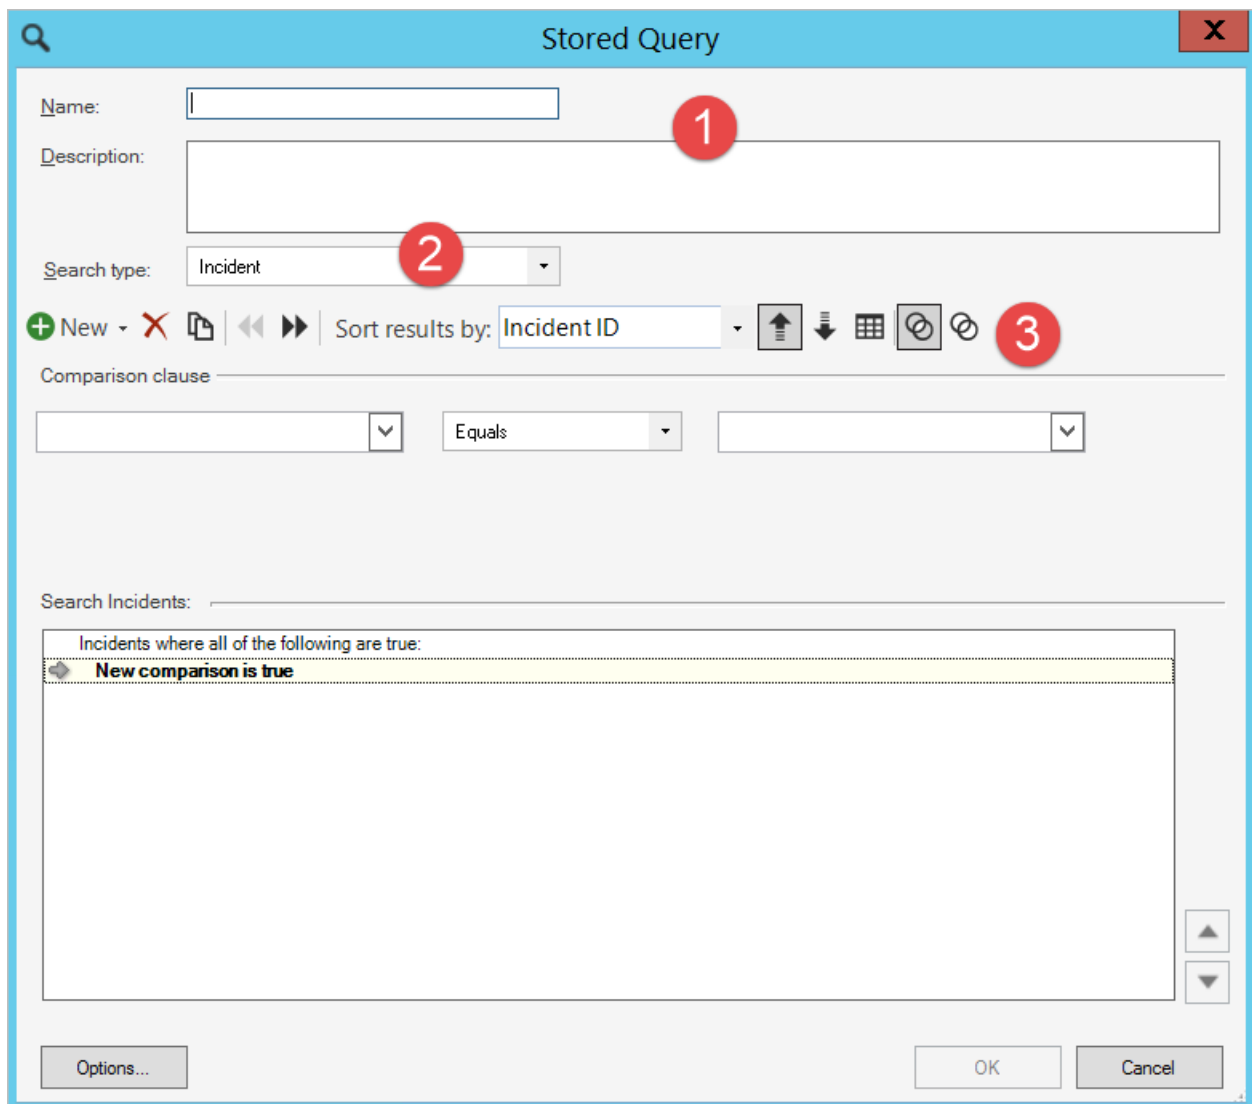 Stored Query
X
Name:
1
Description:
2
Search type: Incident
New Sort results by: Incident ID
3
Comparison clause
Equals
Search Incidents:
Incidents where all of the following are true:
New comparison is true
Options... OK Cancel